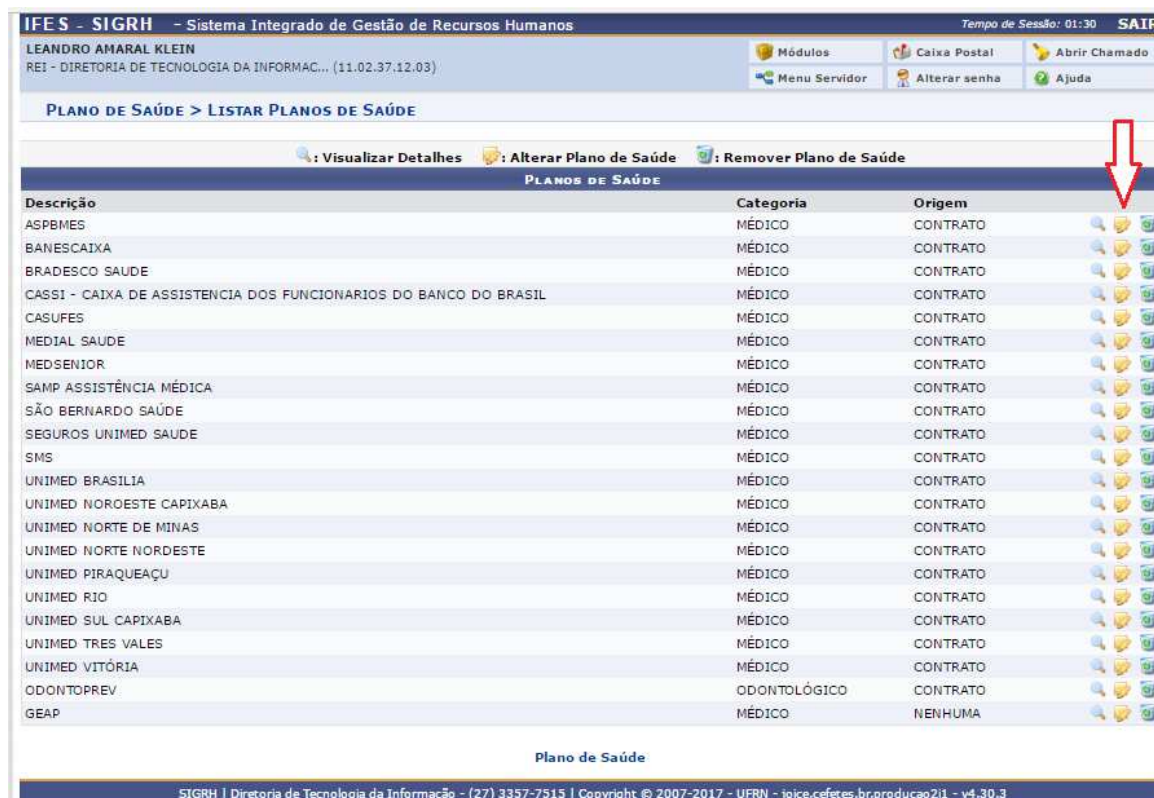 IFES - SIGRH - Sistema Integrado de Gestão de Recursos Humanos Tempo de Sessão: 01:30 SAIR
LEANDRO AMARAL KLEIN Módulos Caixa Postal Abrir Chamado
REI - DIRETORIA DE TECNOLOGIA DA INFORMAC... (11.02.37.12.03) Menu Servidor Alterar senha Ajuda
PLANO DE SAÚDE > LISTAR PLANOS DE SAÚDE
: Visualizar Detalhes : Alterar Plano de Saúde : Remover Plano de Saúde
PLANOS DE SAÚDE
Descrição Categoria Origem
ASPBMES MÉDICO CONTRATO
BANESCAIXA MÉDICO CONTRATO
BRADESCO SAUDE MÉDICO CONTRATO
CASSI - CAIXA DE ASSISTENCIA DOS FUNCIONARIOS DO BANCO DO BRASIL MÉDICO CONTRATO
CASUFES MÉDICO CONTRATO
MEDIAL SAUDE MÉDICO CONTRATO
MEDSENIOR MÉDICO CONTRATO
SAMP ASSISTÊNCIA MÉDICA MÉDICO CONTRATO
SÃO BERNARDO SAÚDE MÉDICO CONTRATO
SEGUROS UNIMED SAUDE MÉDICO CONTRATO
SMS MÉDICO CONTRATO
UNIMED BRASILIA MÉDICO CONTRATO
UNIMED NOROESTE CAPIXABA MÉDICO CONTRATO
UNIMED NORTE DE MINAS MÉDICO CONTRATO
UNIMED NORTE NORDESTE MÉDICO CONTRATO
UNIMED PIRAQUEAÇU MÉDICO CONTRATO
UNIMED RIO MÉDICO CONTRATO
UNIMED SUL CAPIXABA MÉDICO CONTRATO
UNIMED TRES VALES MÉDICO CONTRATO
UNIMED VITÓRIA MÉDICO CONTRATO
ODONTOPREV ODONTOLÓGICO CONTRATO
GEAP MÉDICO NENHUMA
Plano de Saúde
SIGRH | Diretoria de Tecnologia da Informação - (27) 3357-7515 | Copyright © 2007-2017 - UFRN - joice.cefetes.br.producao2i1 - v4.30.3